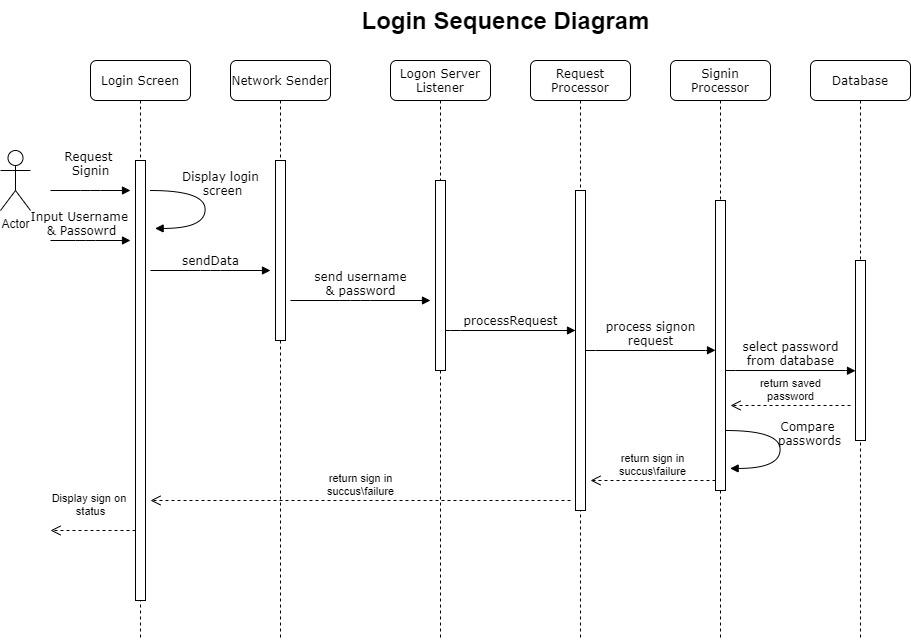 Login Sequence Diagram
Login Screen
Network Sender
Logon Server
Listener
Request
Processor
Signin
Processor
Database
Request
Signin
Display login
screen
Actor
Input Username
& Passowrd
sendData
send username
& password
processRequest
process signon
request
select password
from database
return saved
password
Compare
passwords
return sign in
succus\failure
return sign in
succus\failure
Display sign on
status